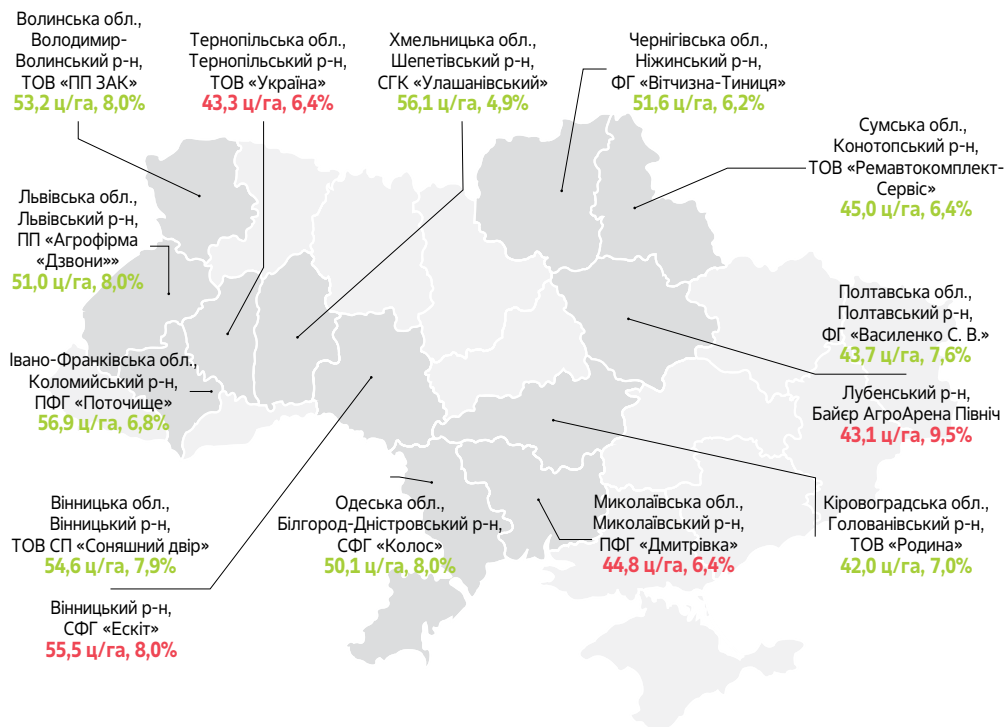 Волинська обл.,
Володимир-
Волинський р-н,
ТОВ «ПП ЗАК»
53,2 ц/га, 8,0%
Тернопільська обл.,
Тернопільський р-н,
ТОВ «Україна»
43,3 ц/га, 6,4%
Хмельницька обл.,
Шепетівський р-н,
СГК «Улашанівський»
56,1 ц/га, 4,9%
Чернігівська обл.,
Ніжинський р-н,
ФГ «Вітчизна-Тиниця»
51,6 ц/га, 6,2%
Сумська обл.,
Конотопський р-н,
ТОВ «Ремавтокомплект-
Сервіс»
45,0 ц/га, 6,4%
Львівська обл.,
Львівський р-н,
ПП «Агрофірма
«Дзвони»»
51,0 ц/га, 8,0%
Полтавська обл.,
Полтавський р-н,
ФГ «Василенко С. В.»
43,7 ц/га, 7,6%
Лубенський р-н,
Байєр АгроАрена Північ
43,1 ц/га, 9,5%
Івано-Франківська обл.,
Коломийський р-н,
ПФГ «Поточище»
56,9 ц/га, 6,8%
Вінницька обл.,
Вінницький р-н,
ТОВ СП «Соняшний двір»
54,6 ц/га, 7,9%
Вінницький р-н,
СФГ «Ескіт»
55,5 ц/га, 8,0%
Одеська обл.,
Білгород-Дністровський р-н,
СФГ «Колос»
50,1 ц/га, 8,0%
Миколаївська обл.,
Миколаївський р-н,
ПФГ «Дмитрівка»
44,8 ц/га, 6,4%
Кіровоградська обл.,
Голованівський р-н,
ТОВ «Родина»
42,0 ц/га, 7,0%